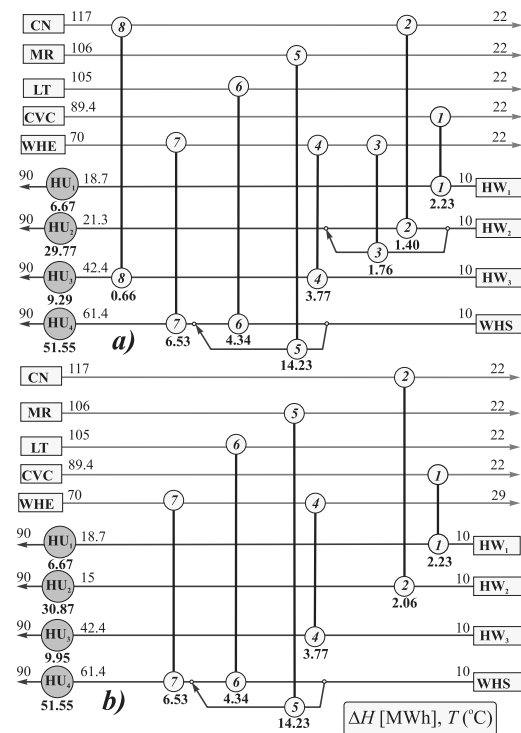 CN 117 8 2 22
MR 106 5 22
LT 105 6 22
CVC 89.4 1 22
WHE 70 7 4 3 22
90 HU₁ 18.7 1 10 HW₁
6.67 2.23
90 HU₂ 21.3 2 10 HW₂
29.77 1.40
3
1.76
90 HU₃ 42.4 8 4 10 HW₃
9.29 0.66 3.77
90 HU₄ 61.4 7 6 10 WHS
51.55 a) 6.53 4.34 5
14.23
CN 117 2 22
MR 106 5 22
LT 105 6 22
CVC 89.4 1 22
WHE 70 7 4 29
90 HU₁ 18.7 1 10 HW₁
6.67 2.23
90 HU₂ 15 2 10 HW₂
30.87 2.06
90 HU₃ 42.4 4 10 HW₃
9.95 3.77
90 HU₄ 61.4 7 6 10 WHS
51.55 b) 6.53 4.34 5
14.23
ΔH [MWh], T (°C)